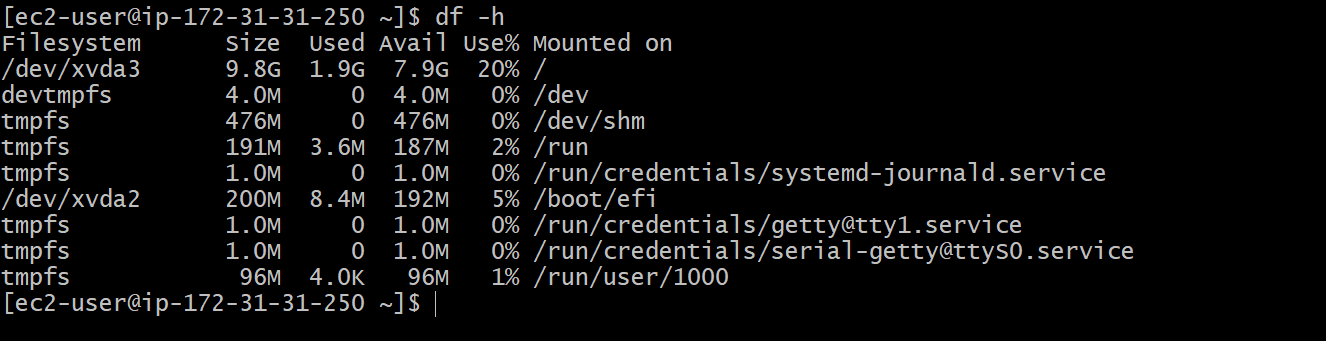 [ec2-user@ip-172-31-31-250 ~]$ df -h
Filesystem      Size  Used Avail Use% Mounted on
/dev/xvda3      9.8G  1.9G  7.9G  20% /
devtmpfs        4.0M     0  4.0M   0% /dev
tmpfs           476M     0  476M   0% /dev/shm
tmpfs           191M  3.6M  187M   2% /run
tmpfs           1.0M     0  1.0M   0% /run/credentials/systemd-journald.service
/dev/xvda2      200M  8.4M  192M   5% /boot/efi
tmpfs           1.0M     0  1.0M   0% /run/credentials/getty@tty1.service
tmpfs           1.0M     0  1.0M   0% /run/credentials/serial-getty@ttyS0.service
tmpfs            96M  4.0K   96M   1% /run/user/1000
[ec2-user@ip-172-31-31-250 ~]$